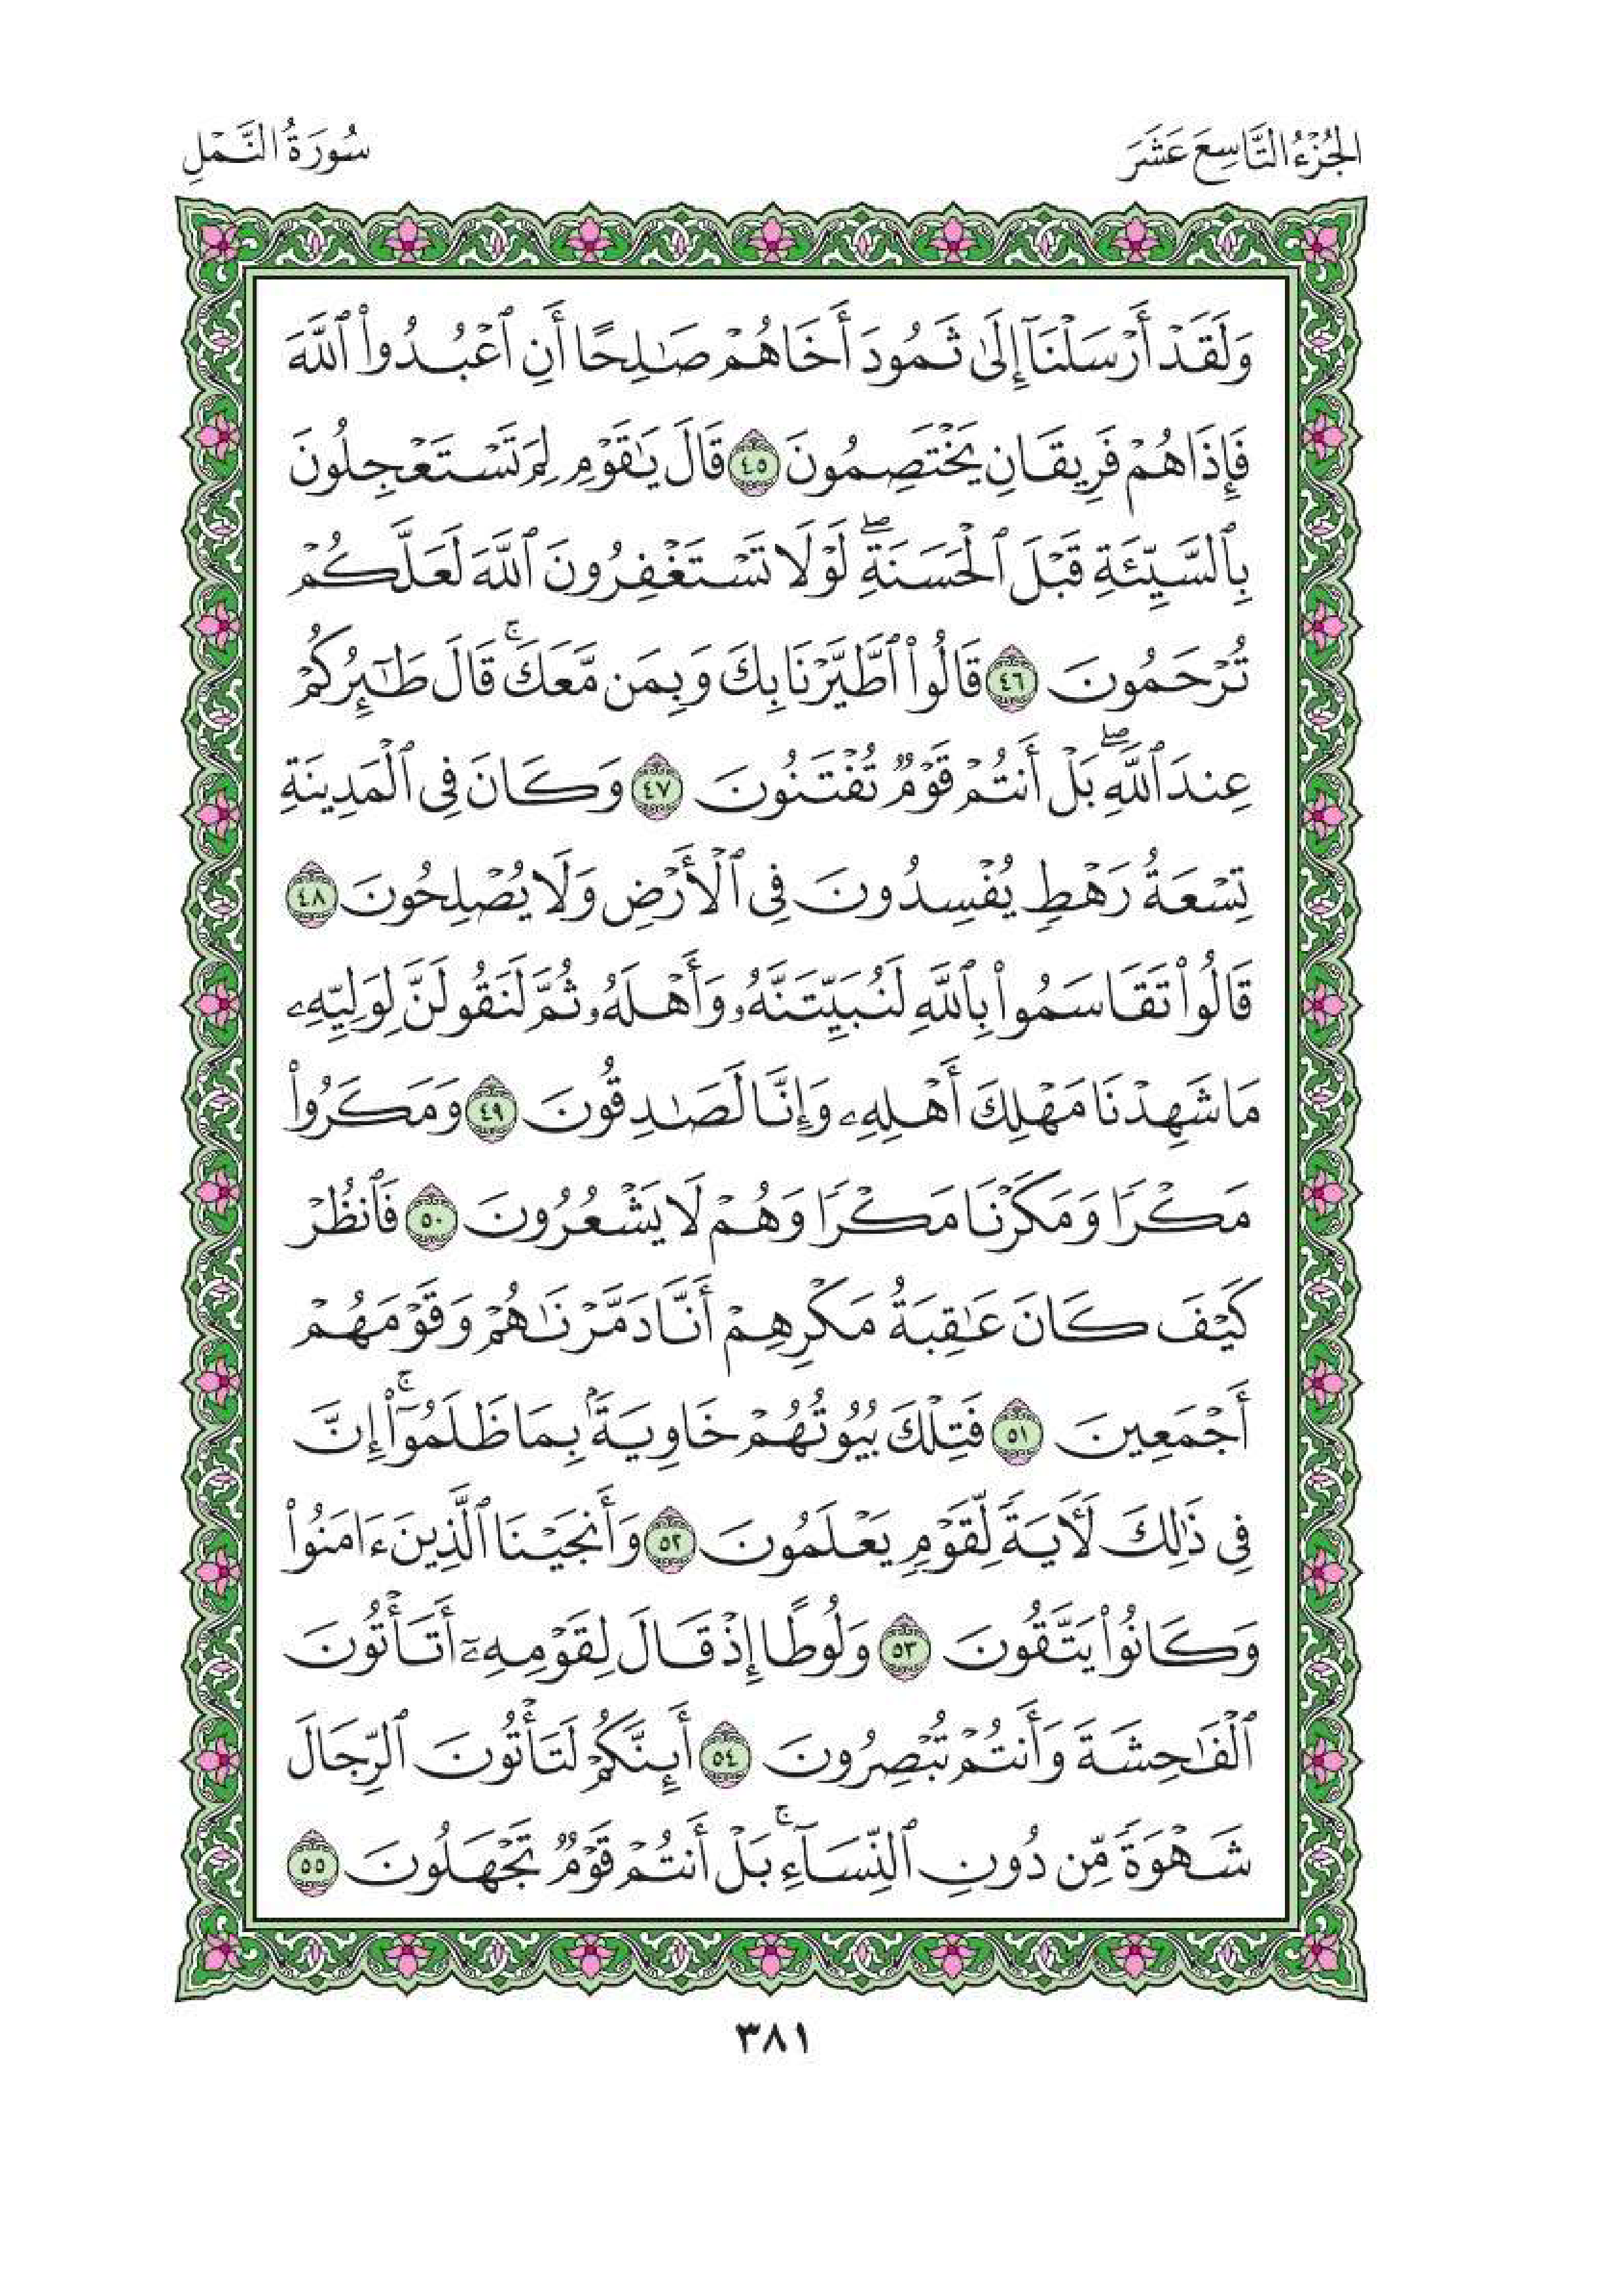 الجُزْءُ التَّاسِعَ عَشَرَ
سُورَةُ النَّمْلِ
وَلَقَدۡ أَرۡسَلۡنَآ إِلَىٰ ثَمُودَ أَخَاهُمۡ صَٰلِحًا أَنِ ٱعۡبُدُواْ ٱللَّهَ
فَإِذَا هُمۡ فَرِيقَانِ يَخۡتَصِمُونَ ٤٥ قَالَ يَٰقَوۡمِ لِمَ تَسۡتَعۡجِلُونَ
بِٱلسَّيِّئَةِ قَبۡلَ ٱلۡحَسَنَةِۖ لَوۡلَا تَسۡتَغۡفِرُونَ ٱللَّهَ لَعَلَّكُمۡ
تُرۡحَمُونَ ٤٦ قَالُواْ ٱطَّيَّرۡنَا بِكَ وَبِمَن مَّعَكَۚ قَالَ طَٰٓئِرُكُمۡ
عِندَ ٱللَّهِۖ بَلۡ أَنتُمۡ قَوۡمٞ تُفۡتَنُونَ ٤٧ وَكَانَ فِي ٱلۡمَدِينَةِ
تِسۡعَةُ رَهۡطٖ يُفۡسِدُونَ فِي ٱلۡأَرۡضِ وَلَا يُصۡلِحُونَ ٤٨
قَالُواْ تَقَاسَمُواْ بِٱللَّهِ لَنُبَيِّتَنَّهُۥ وَأَهۡلَهُۥ ثُمَّ لَنَقُولَنَّ لِوَلِيِّهِۦ
مَا شَهِدۡنَا مَهۡلِكَ أَهۡلِهِۦ وَإِنَّا لَصَٰدِقُونَ ٤٩ وَمَكَرُواْ
مَكۡرٗا وَمَكَرۡنَا مَكۡرٗا وَهُمۡ لَا يَشۡعُرُونَ ٥٠ فَٱنظُرۡ
كَيۡفَ كَانَ عَٰقِبَةُ مَكۡرِهِمۡ أَنَّا دَمَّرۡنَٰهُمۡ وَقَوۡمَهُمۡ
أَجۡمَعِينَ ٥١ فَتِلۡكَ بُيُوتُهُمۡ خَاوِيَةَۢ بِمَا ظَلَمُوٓاْۚ إِنَّ
فِي ذَٰلِكَ لَأٓيَةٗ لِّقَوۡمٖ يَعۡلَمُونَ ٥٢ وَأَنجَيۡنَا ٱلَّذِينَ ءَامَنُواْ
وَكَانُواْ يَتَّقُونَ ٥٣ وَلُوطًا إِذۡ قَالَ لِقَوۡمِهِۦٓ أَتَأۡتُونَ
ٱلۡفَٰحِشَةَ وَأَنتُمۡ تُبۡصِرُونَ ٥٤ أَئِنَّكُمۡ لَتَأۡتُونَ ٱلرِّجَالَ
شَهۡوَةٗ مِّن دُونِ ٱلنِّسَآءِۚ بَلۡ أَنتُمۡ قَوۡمٞ تَجۡهَلُونَ ٥٥
٣٨١